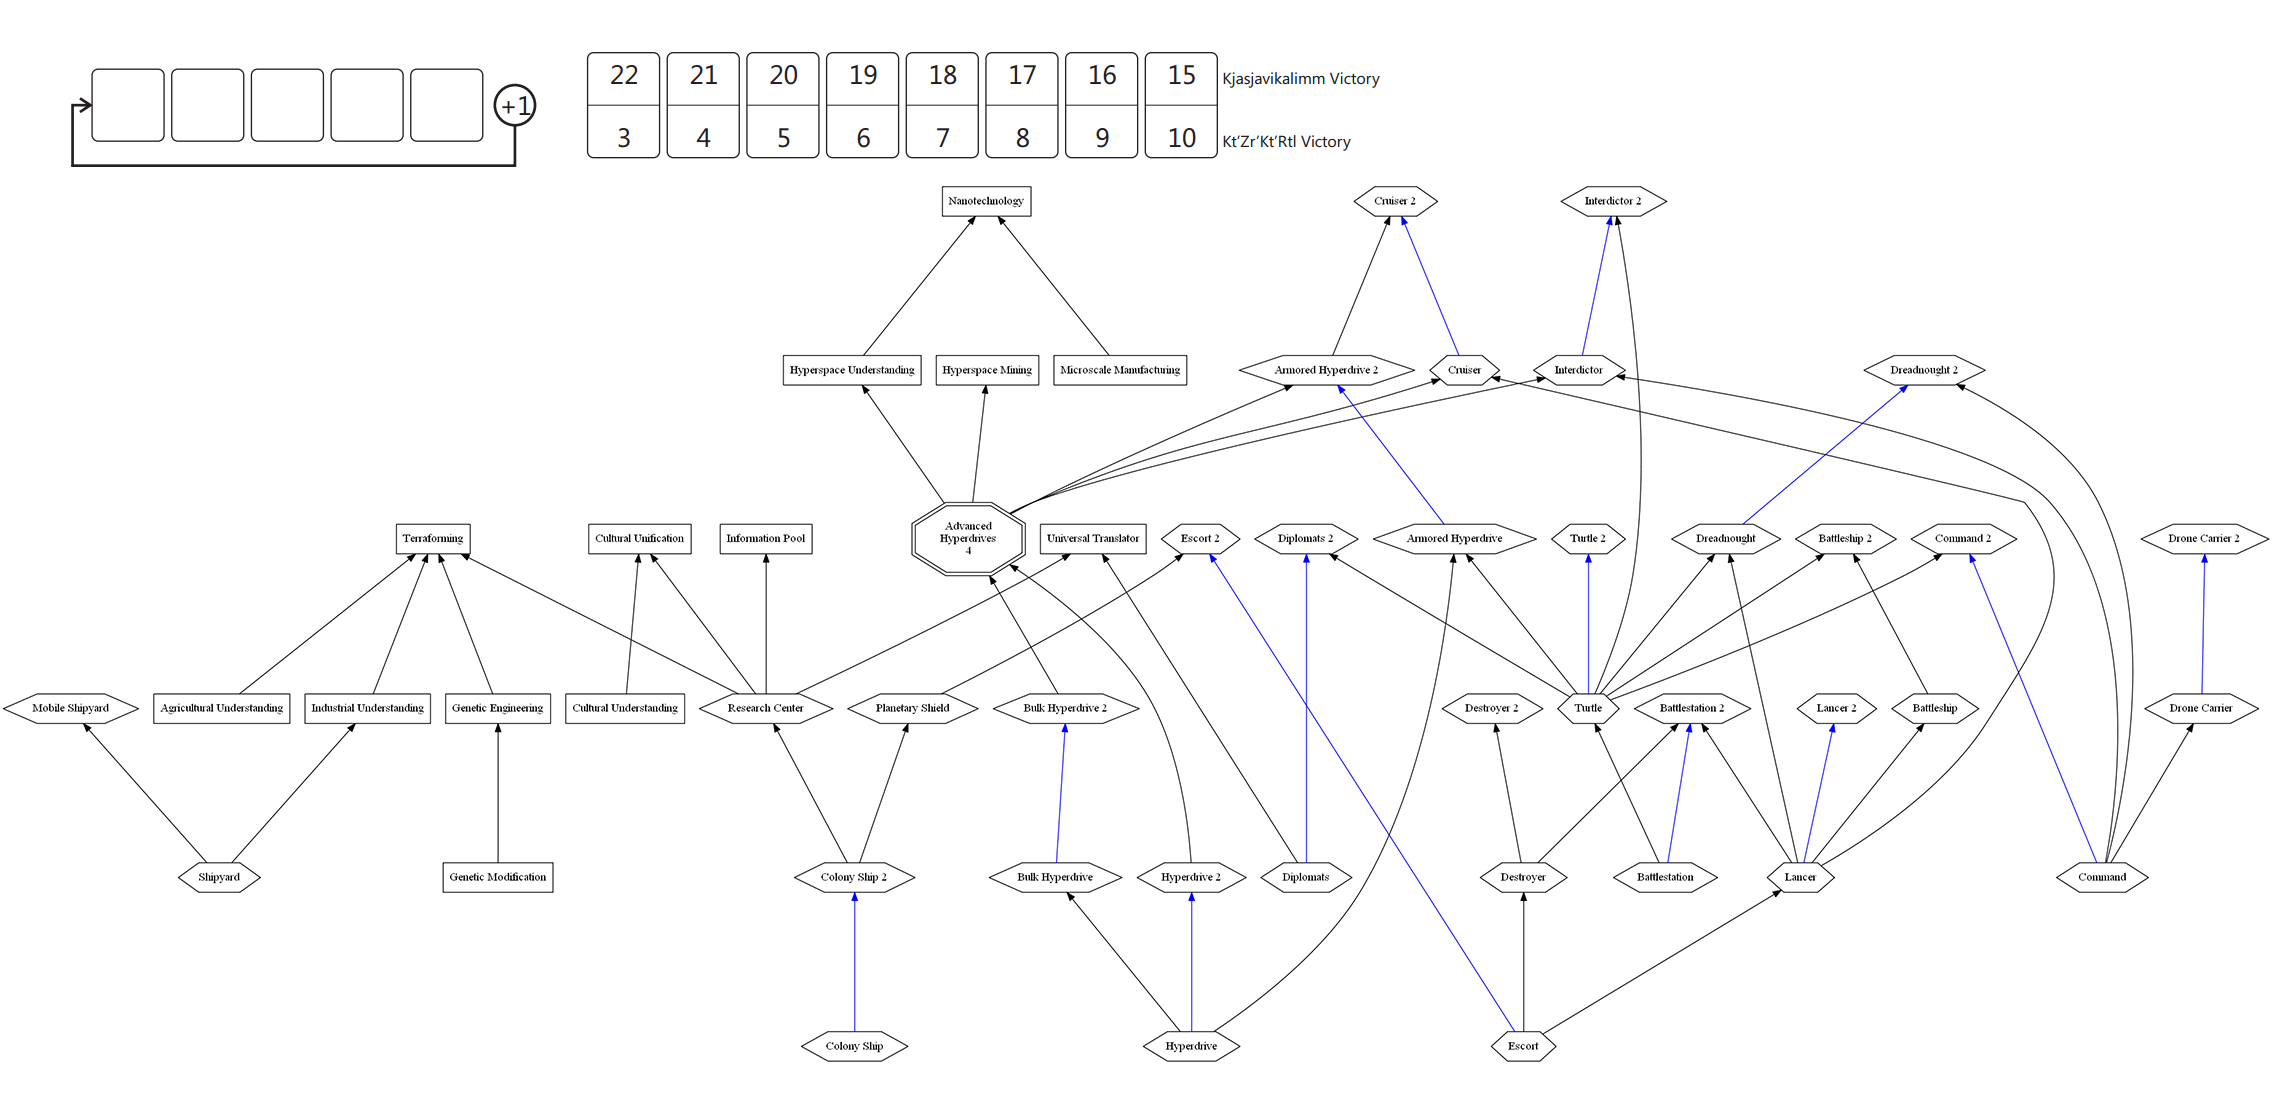 22 21 20 19 18 17 16 15 Kjasjavikalimm Victory
+1
3 4 5 6 7 8 9 10 Kt‘Zr‘Kt‘Rtl Victory
Nanotechnology Cruiser 2 Interdictor 2
Hyperspace Understanding Hyperspace Mining Microscale Manufacturing Armored Hyperdrive 2 Cruiser Interdictor Dreadnought 2
Advanced
Hyperdrives
4
Terraforming Cultural Unification Information Pool Universal Translator Escort 2 Diplomats 2 Armored Hyperdrive Turtle 2 Dreadnought Battleship 2 Command 2 Drone Carrier 2
Mobile Shipyard Agricultural Understanding Industrial Understanding Genetic Engineering Cultural Understanding Research Center Planetary Shield Bulk Hyperdrive 2 Destroyer 2 Turtle Battlestation 2 Lancer 2 Battleship Drone Carrier
Shipyard Genetic Modification Colony Ship 2 Bulk Hyperdrive Hyperdrive 2 Diplomats Destroyer Battlestation Lancer Command
Colony Ship Hyperdrive Escort